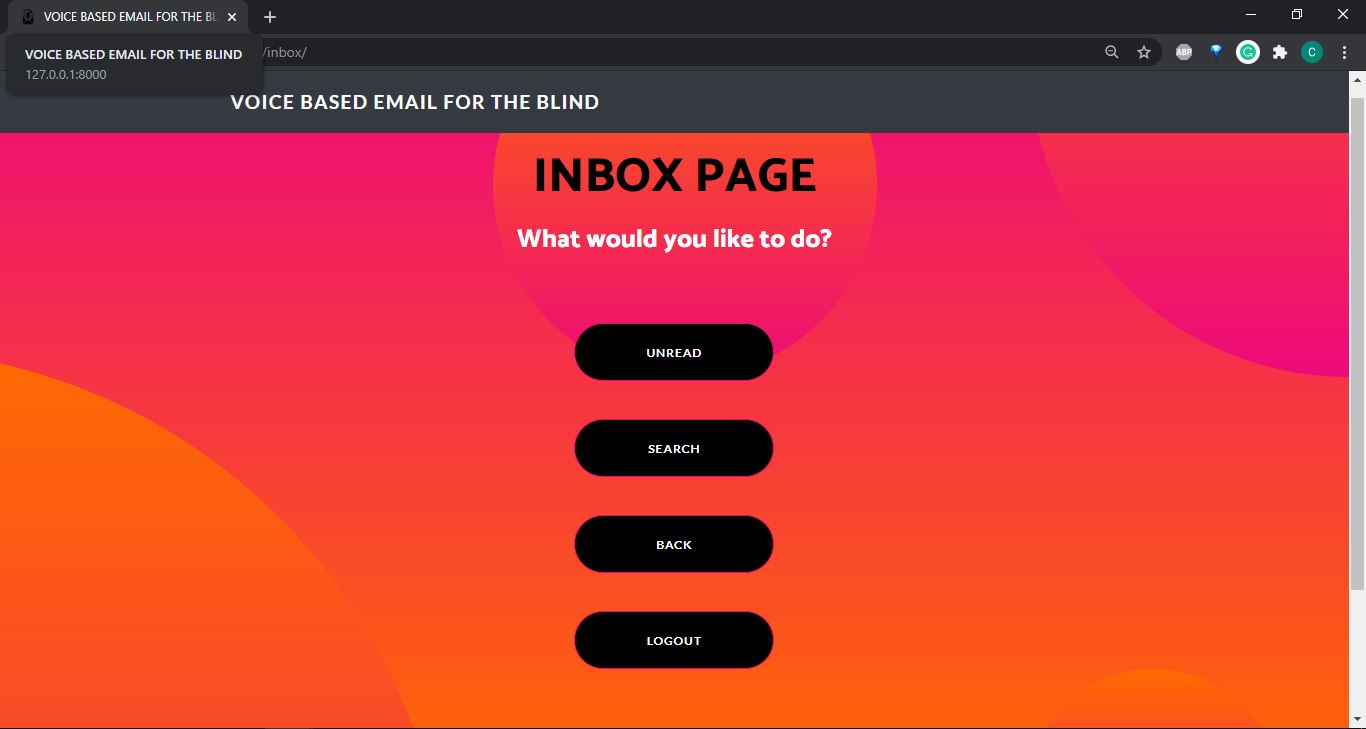 VOICE BASED EMAIL FOR THE BL
VOICE BASED EMAIL FOR THE BLIND
127.0.0.1:8000
/inbox/
ABP
G
C
VOICE BASED EMAIL FOR THE BLIND
INBOX PAGE
What would you like to do?
UNREAD
SEARCH
BACK
LOGOUT